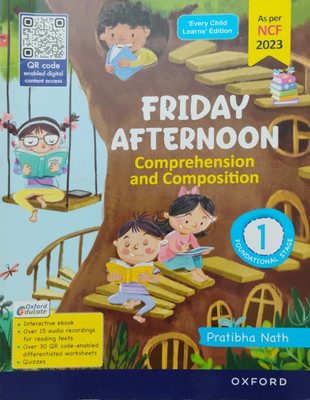 'Every Child
Learns' Edition
As per
NCF
2023
QR code
enabled digital
content access
FRIDAY
AFTERNOON
Comprehension
and Composition
1
FOUNDATIONAL STAGE
Pratibha Nath
Oxford
educate
• Interactive ebook
• Over 15 audio recordings
for reading texts
• Over 30 QR code-enabled
differentiated worksheets
• Quizzes
OXFORD